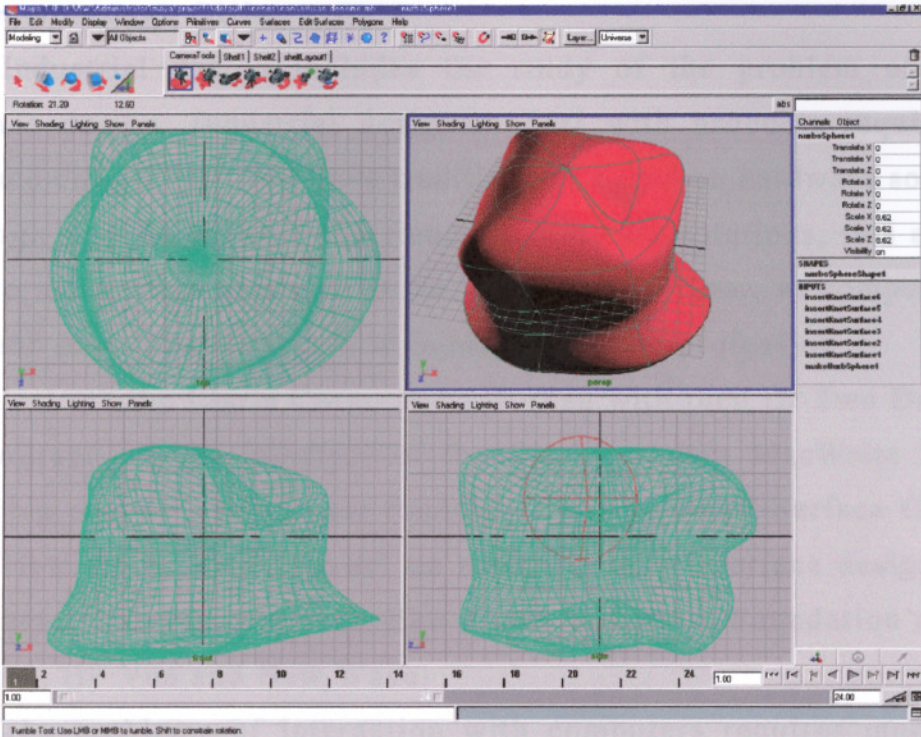 File Edit Modify Display Window Options Primitives Curves Surfaces Edit Surfaces Polygons Help
Modeling All Objects Layer... Universe
CameraTools Shelf1 Shelf2 shelfLayout1
Rotation: 21.20 12.60
abs
View Shading Lighting Show Panels
View Shading Lighting Show Panels
Channels Object
nurbsSphere1
Translate X 0
Translate Y 0
Translate Z 0
Rotate X 0
Rotate Y 0
Rotate Z 0
Scale X 0.62
Scale Y 0.62
Scale Z 0.62
Visibility on
SHAPES
nurbsSphereShape1
INPUTS
insertKnotSurface6
insertKnotSurface5
insertKnotSurface4
insertKnotSurface3
insertKnotSurface2
insertKnotSurface1
makeNurbSphere1
top
persp
View Shading Lighting Show Panels
View Shading Lighting Show Panels
front
side
1 2 4 6 8 10 12 14 16 18 20 22 24 1.00
1.00 24.00
Tumble Tool: Use LMB or MMB to tumble. Shift to constrain rotation.